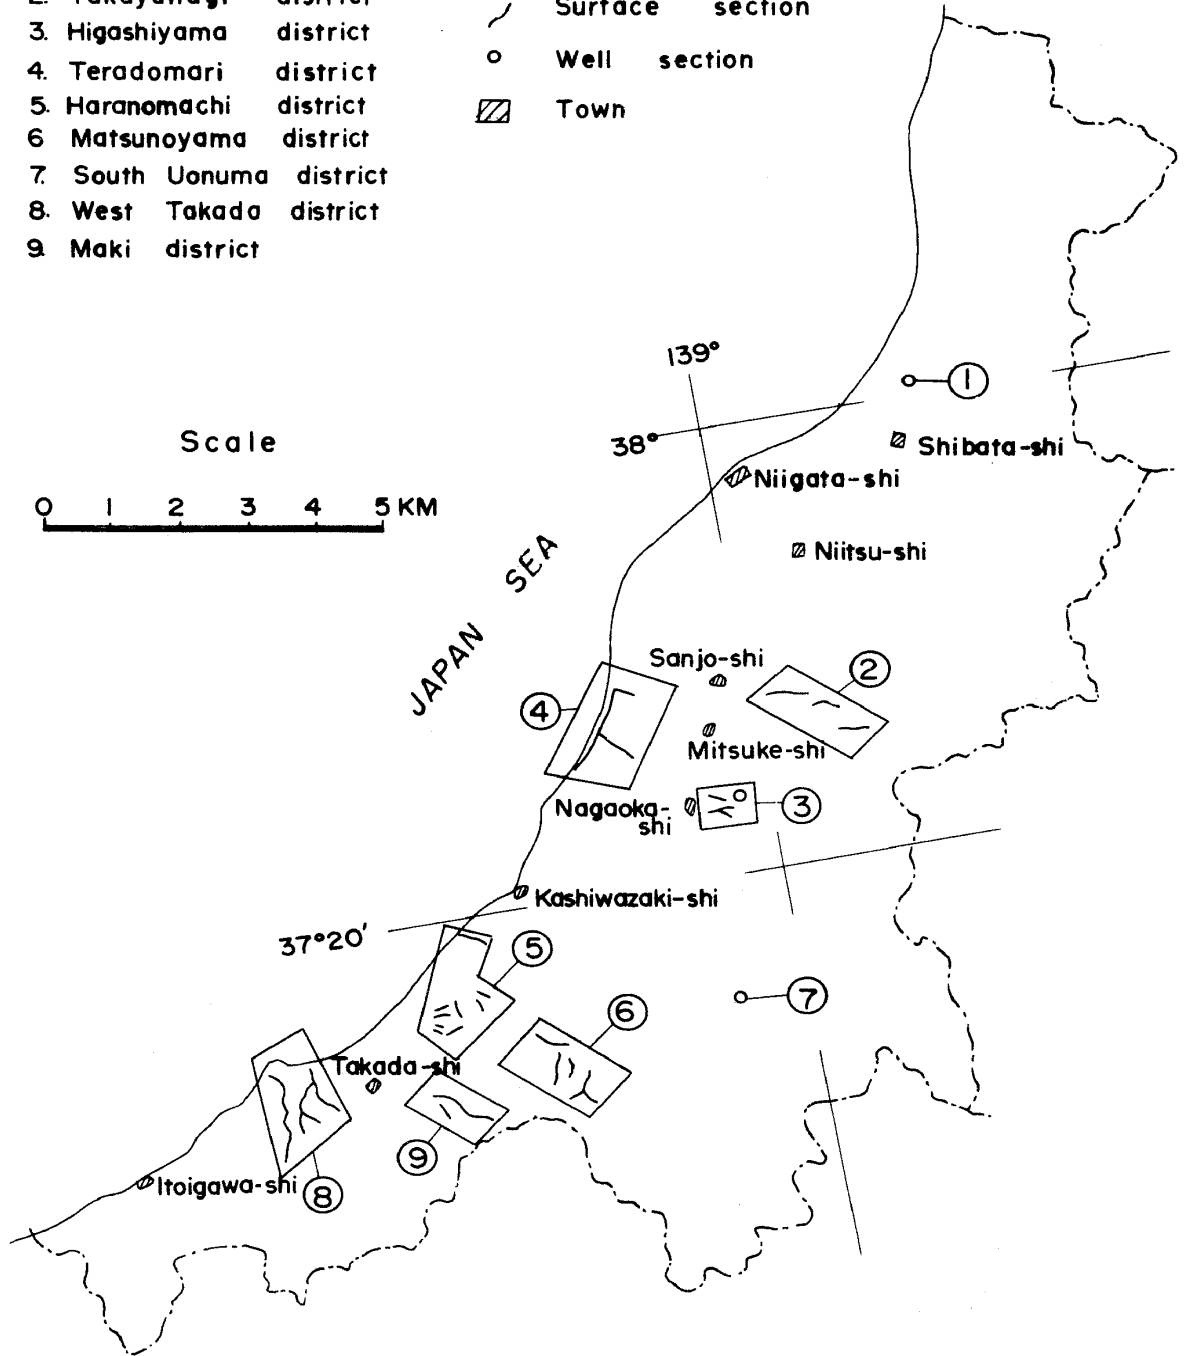 district
3. Higashiyama district
4. Teradomari district
5. Haranomachi district
6 Matsunoyama district
7. South Uonuma district
8. West Takada district
9. Maki district
Surface section
Well section
Town
139°
38°
1
Shibata-shi
Niigata-shi
Niitsu-shi
Scale
0 1 2 3 4 5 KM
JAPAN SEA
Sanjo-shi
2
4
Mitsuke-shi
Nagaoka-
shi
3
Kashiwazaki-shi
37°20'
5
7
6
Takada-shi
9
Itoigawa-shi
8